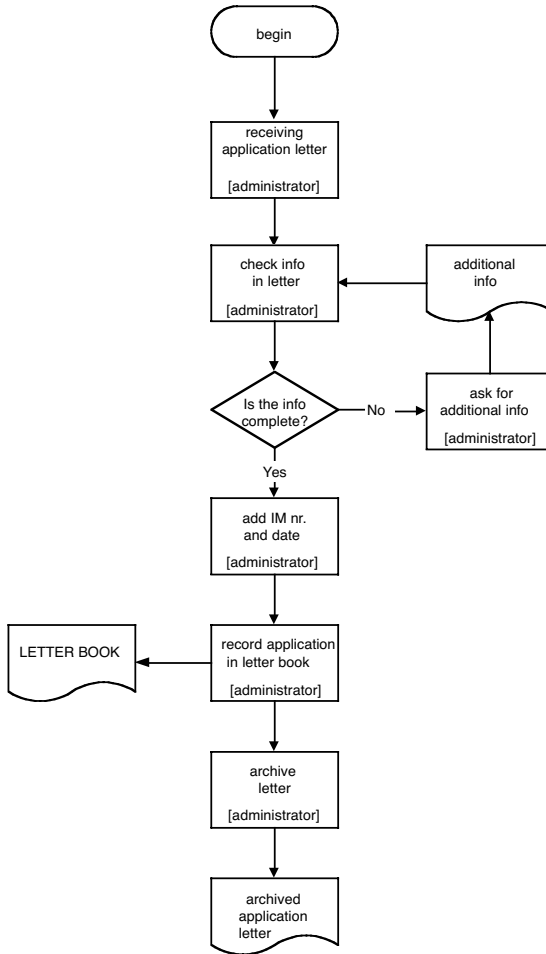 begin
receiving
application letter
[administrator]
check info
in letter
[administrator]
additional
info
Is the info
complete?
No
ask for
additional info
[administrator]
Yes
add IM nr.
and date
[administrator]
LETTER BOOK
record application
in letter book
[administrator]
archive
letter
[administrator]
archived
application
letter